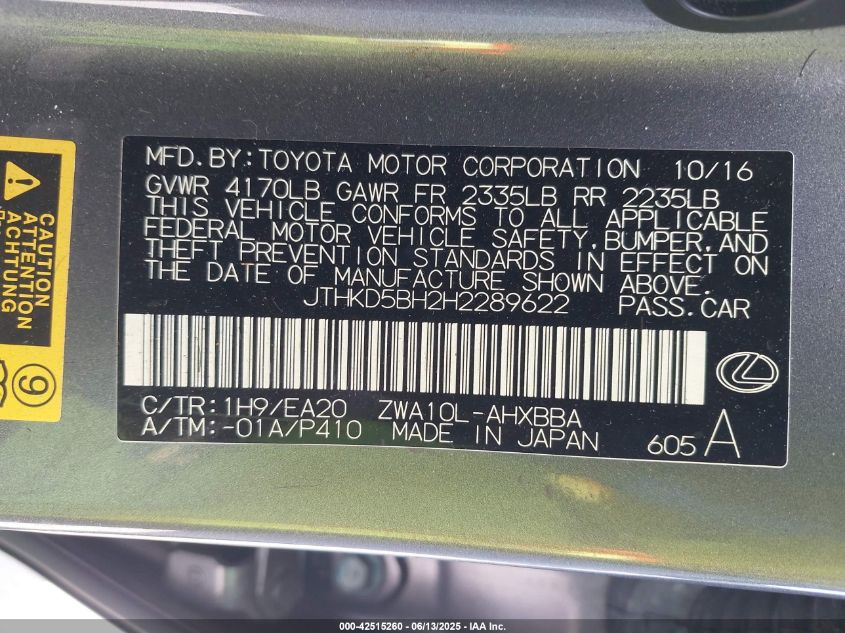 MFD. BY: TOYOTA MOTOR CORPORATION 10/16
GVWR 4170LB GAWR FR 2335LB RR 2235LB
THIS VEHICLE CONFORMS TO ALL APPLICABLE
FEDERAL MOTOR VEHICLE SAFETY, BUMPER, AND
THEFT PREVENTION STANDARDS IN EFFECT ON
THE DATE OF MANUFACTURE SHOWN ABOVE.
JTHKD5BH2H2289622 PASS.CAR
C/TR: 1H9/EA20 ZWA10L-AHXBBA
A/TM:-01A/P410 MADE IN JAPAN 605 A
CAUTION
ATTENTION
ACHTUNG
9
000-42515260 - 06/13/2025 - IAA Inc.